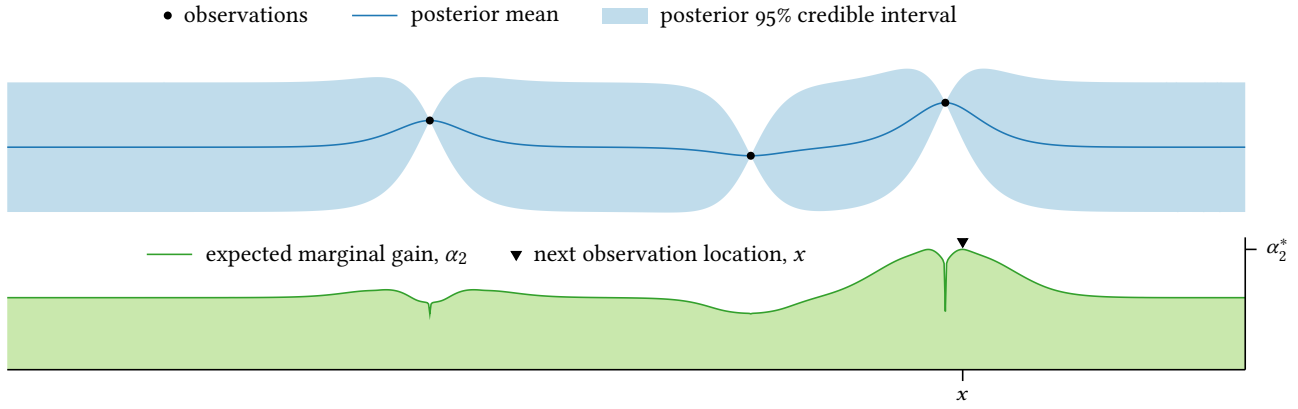 observations posterior mean posterior 95% credible interval
expected marginal gain, α₂ next observation location, x
α₂*
x